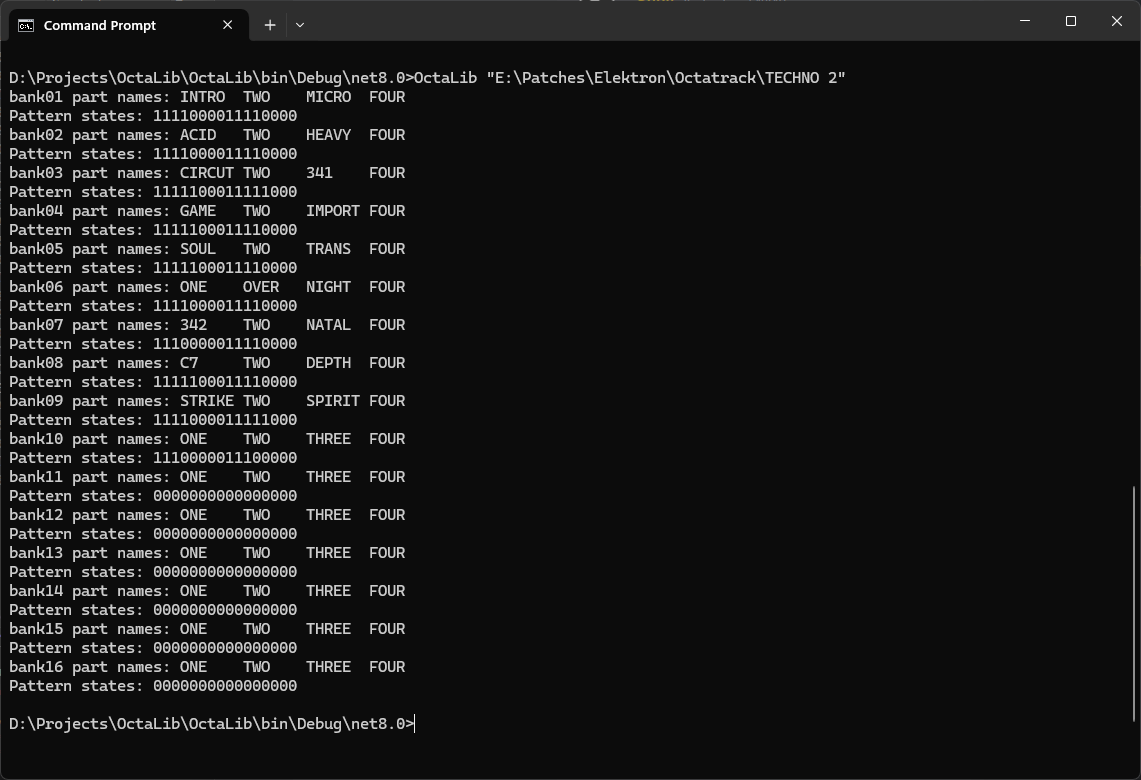 Command Prompt
D:\Projects\OctaLib\OctaLib\bin\Debug\net8.0>OctaLib "E:\Patches\Elektron\Octatrack\TECHNO 2"
bank01 part names: INTRO  TWO    MICRO  FOUR
Pattern states: 1111000011110000
bank02 part names: ACID   TWO    HEAVY  FOUR
Pattern states: 1111000011110000
bank03 part names: CIRCUT TWO    341    FOUR
Pattern states: 1111100011111000
bank04 part names: GAME   TWO    IMPORT FOUR
Pattern states: 1111100011110000
bank05 part names: SOUL   TWO    TRANS  FOUR
Pattern states: 1111100011110000
bank06 part names: ONE    OVER   NIGHT  FOUR
Pattern states: 1111000011110000
bank07 part names: 342    TWO    NATAL  FOUR
Pattern states: 1110000011110000
bank08 part names: C7     TWO    DEPTH  FOUR
Pattern states: 1111100011110000
bank09 part names: STRIKE TWO    SPIRIT FOUR
Pattern states: 1111000011111000
bank10 part names: ONE    TWO    THREE  FOUR
Pattern states: 1110000011100000
bank11 part names: ONE    TWO    THREE  FOUR
Pattern states: 0000000000000000
bank12 part names: ONE    TWO    THREE  FOUR
Pattern states: 0000000000000000
bank13 part names: ONE    TWO    THREE  FOUR
Pattern states: 0000000000000000
bank14 part names: ONE    TWO    THREE  FOUR
Pattern states: 0000000000000000
bank15 part names: ONE    TWO    THREE  FOUR
Pattern states: 0000000000000000
bank16 part names: ONE    TWO    THREE  FOUR
Pattern states: 0000000000000000
D:\Projects\OctaLib\OctaLib\bin\Debug\net8.0>